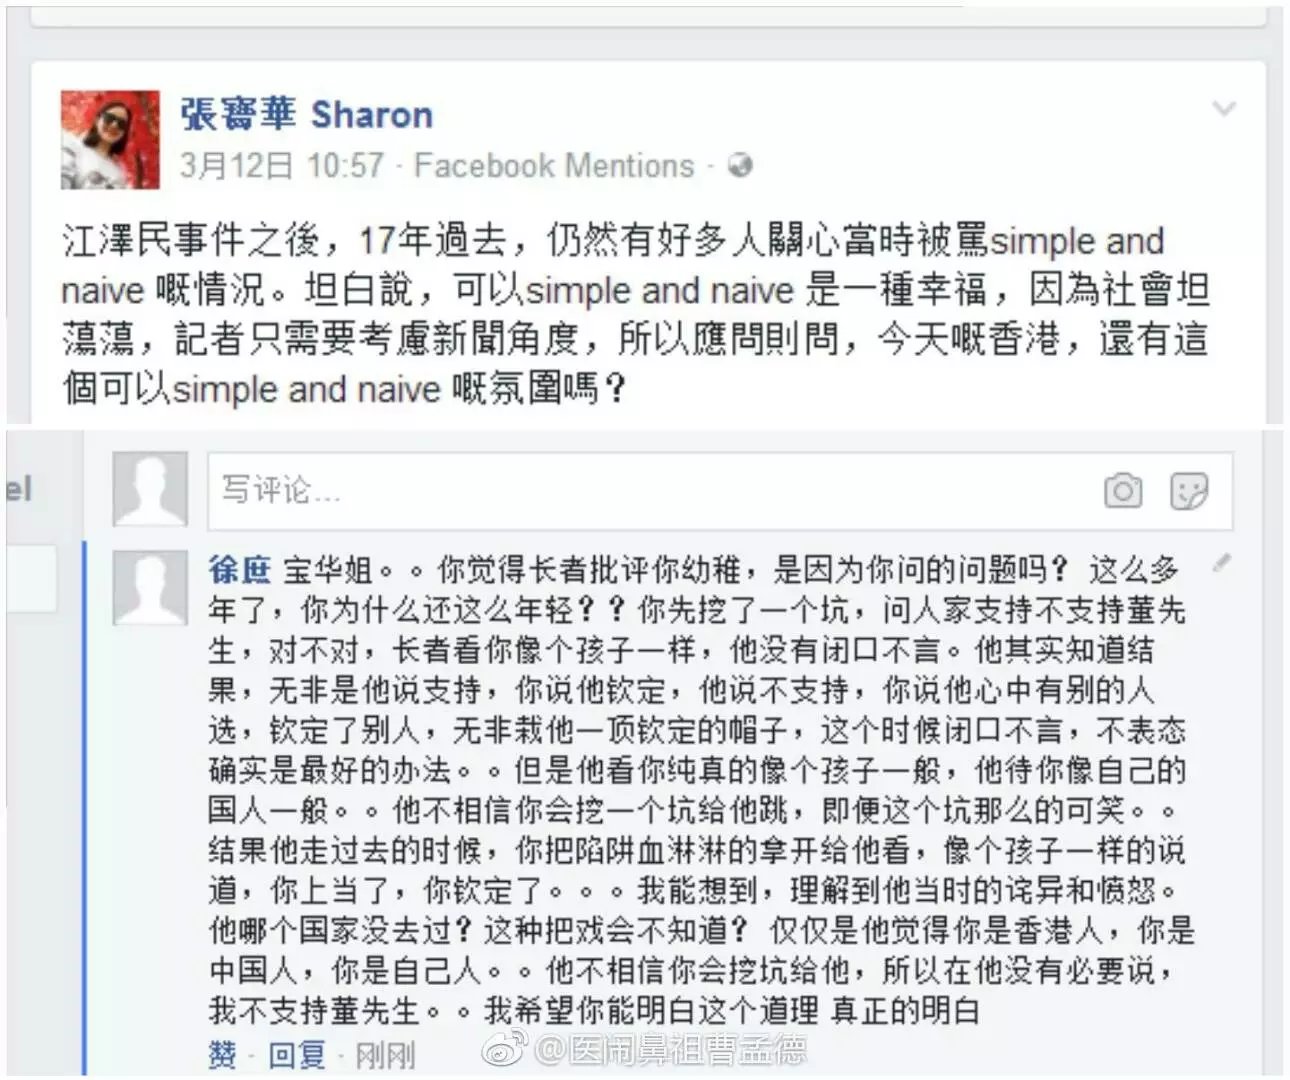 張寳華 Sharon
3月12日 10:57 · Facebook Mentions ·
江澤民事件之後，17年過去，仍然有好多人關心當時被罵simple and
naive 嘅情況。坦白說，可以simple and naive 是一種幸福，因為社會坦
蕩蕩，記者只需要考慮新聞角度，所以應問則問，今天嘅香港，還有這
個可以simple and naive 嘅氛圍嗎？
el
写评论...
徐庶 宝华姐。。你觉得长者批评你幼稚，是因为你问的问题吗？ 这么多
年了，你为什么还这么年轻？？你先挖了一个坑，问人家支持不支持董先
生，对不对，长者看你像个孩子一样，他没有闭口不言。他其实知道结
果，无非是他说支持，你说他钦定，他说不支持，你说他心中有别的人
选，钦定了别人，无非栽他一顶钦定的帽子，这个时候闭口不言，不表态
确实是最好的办法。。但是他看你纯真的像个孩子一般，他待你像自己的
国人一般。。他不相信你会挖一个坑给他跳，即便这个坑那么的可笑。。
结果他走过去的时候，你把陷阱血淋淋的拿开给他看，像个孩子一样的说
道，你上当了，你钦定了。。。我能想到，理解到他当时的诧异和愤怒。
他哪个国家没去过？这种把戏会不知道？ 仅仅是他觉得你是香港人，你是
中国人，你是自己人。。他不相信你会挖坑给他，所以在他没有必要说，
我不支持董先生。。我希望你能明白这个道理 真正的明白
赞 · 回复 · 刚刚
@医闹鼻祖曹孟德